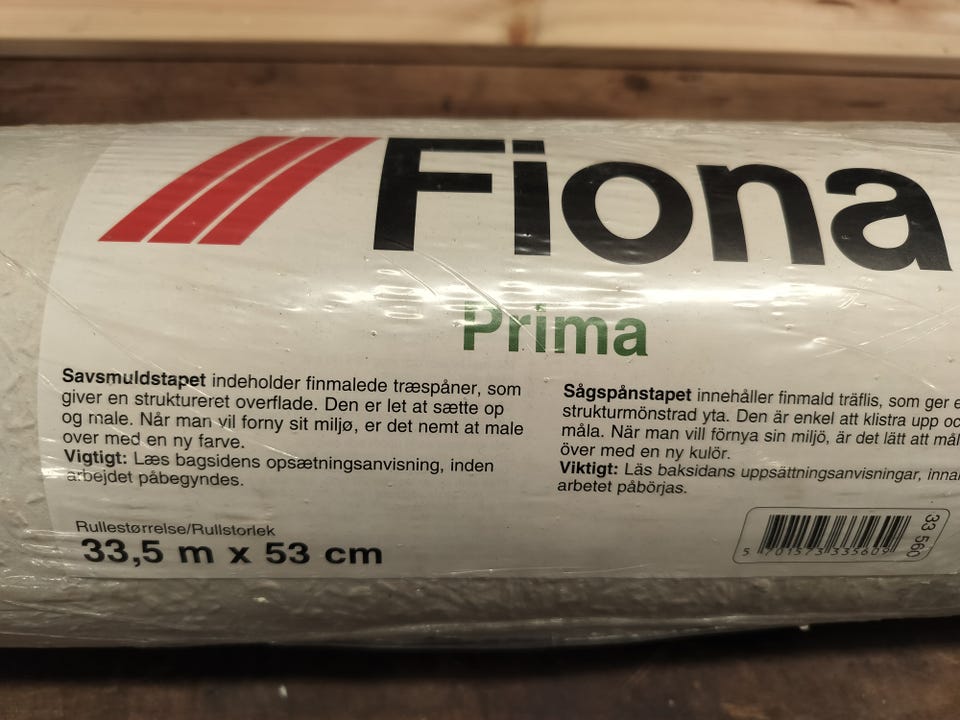 Fiona
Prima
Savsmuldstapet indeholder finmalede træspåner, som
giver en struktureret overflade. Den er let at sætte op
og male. Når man vil forny sit miljø, er det nemt at male
over med en ny farve.
Vigtigt: Læs bagsidens opsætningsanvisning, inden
arbejdet påbegyndes.
Sågspånstapet innehåller finmald träflis, som ger
strukturmönstrad yta. Den är enkel att klistra upp
måla. När man vill förnya sin miljö, är det lätt att
över med en ny kulör.
Viktigt: Läs baksidans uppsättningsanvisningar,
arbetet påbörjas.
Rullestørrelse/Rullstorlek
33,5 m x 53 cm
5 701573 335609
33 560